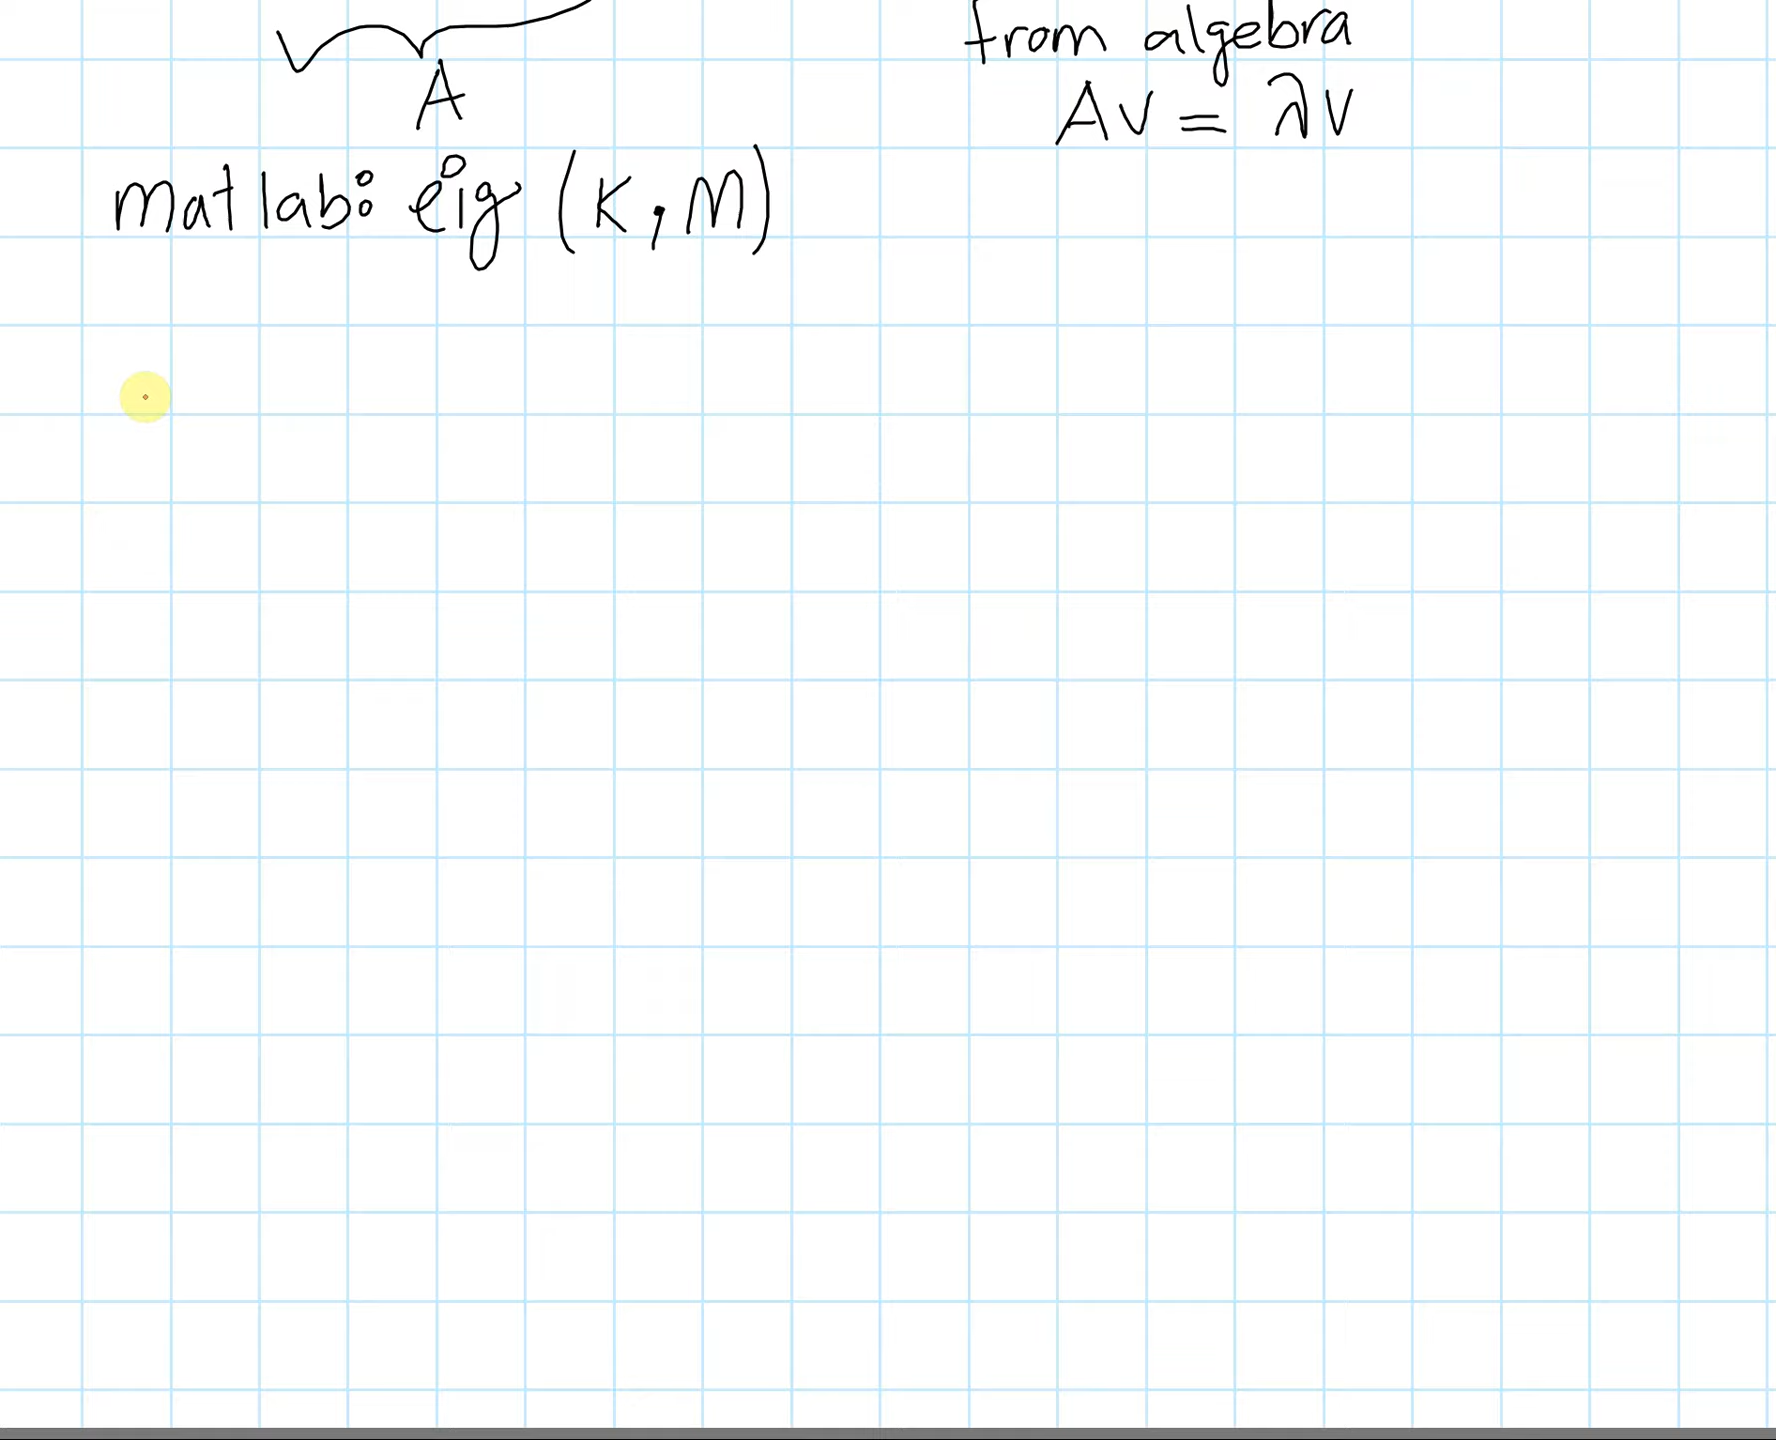 from algebra
A
Av = λv
matlab: eig (K, M)